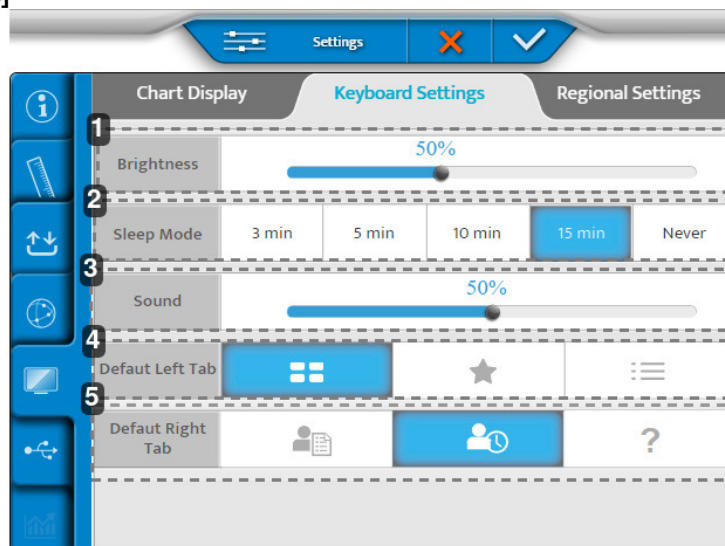 ]
Settings
Chart Display Keyboard Settings Regional Settings
1
Brightness 50%
2
Sleep Mode 3 min 5 min 10 min 15 min Never
3
Sound 50%
4
Defaut Left Tab
5
Defaut Right
Tab ?